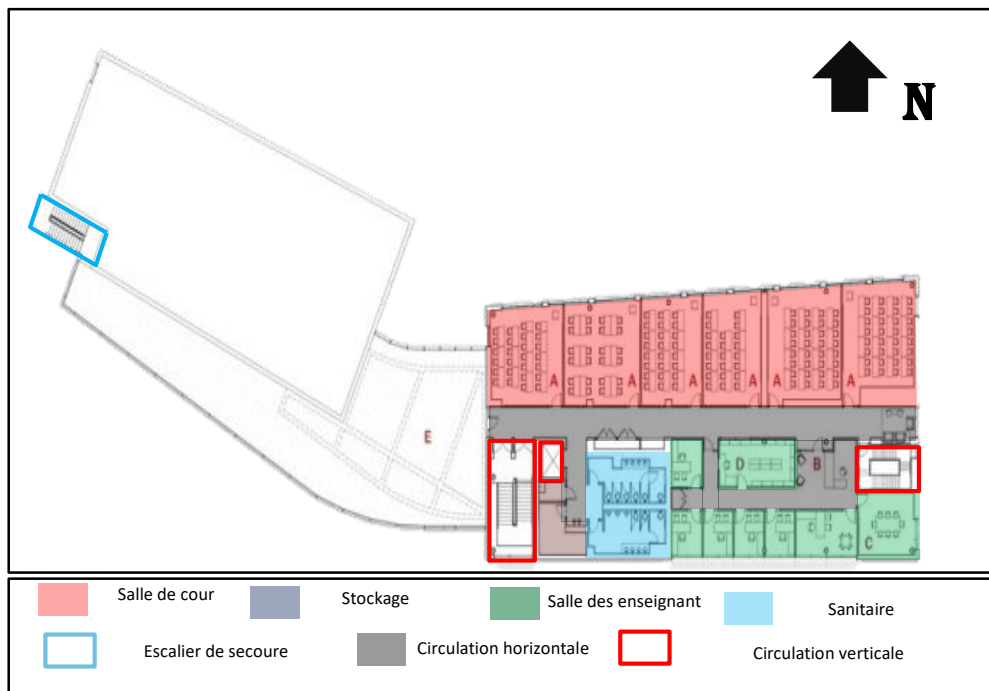 N
A A A A A A
E
D
B
C
Salle de cour
Stockage
Salle des enseignant
Sanitaire
Escalier de secoure
Circulation horizontale
Circulation verticale